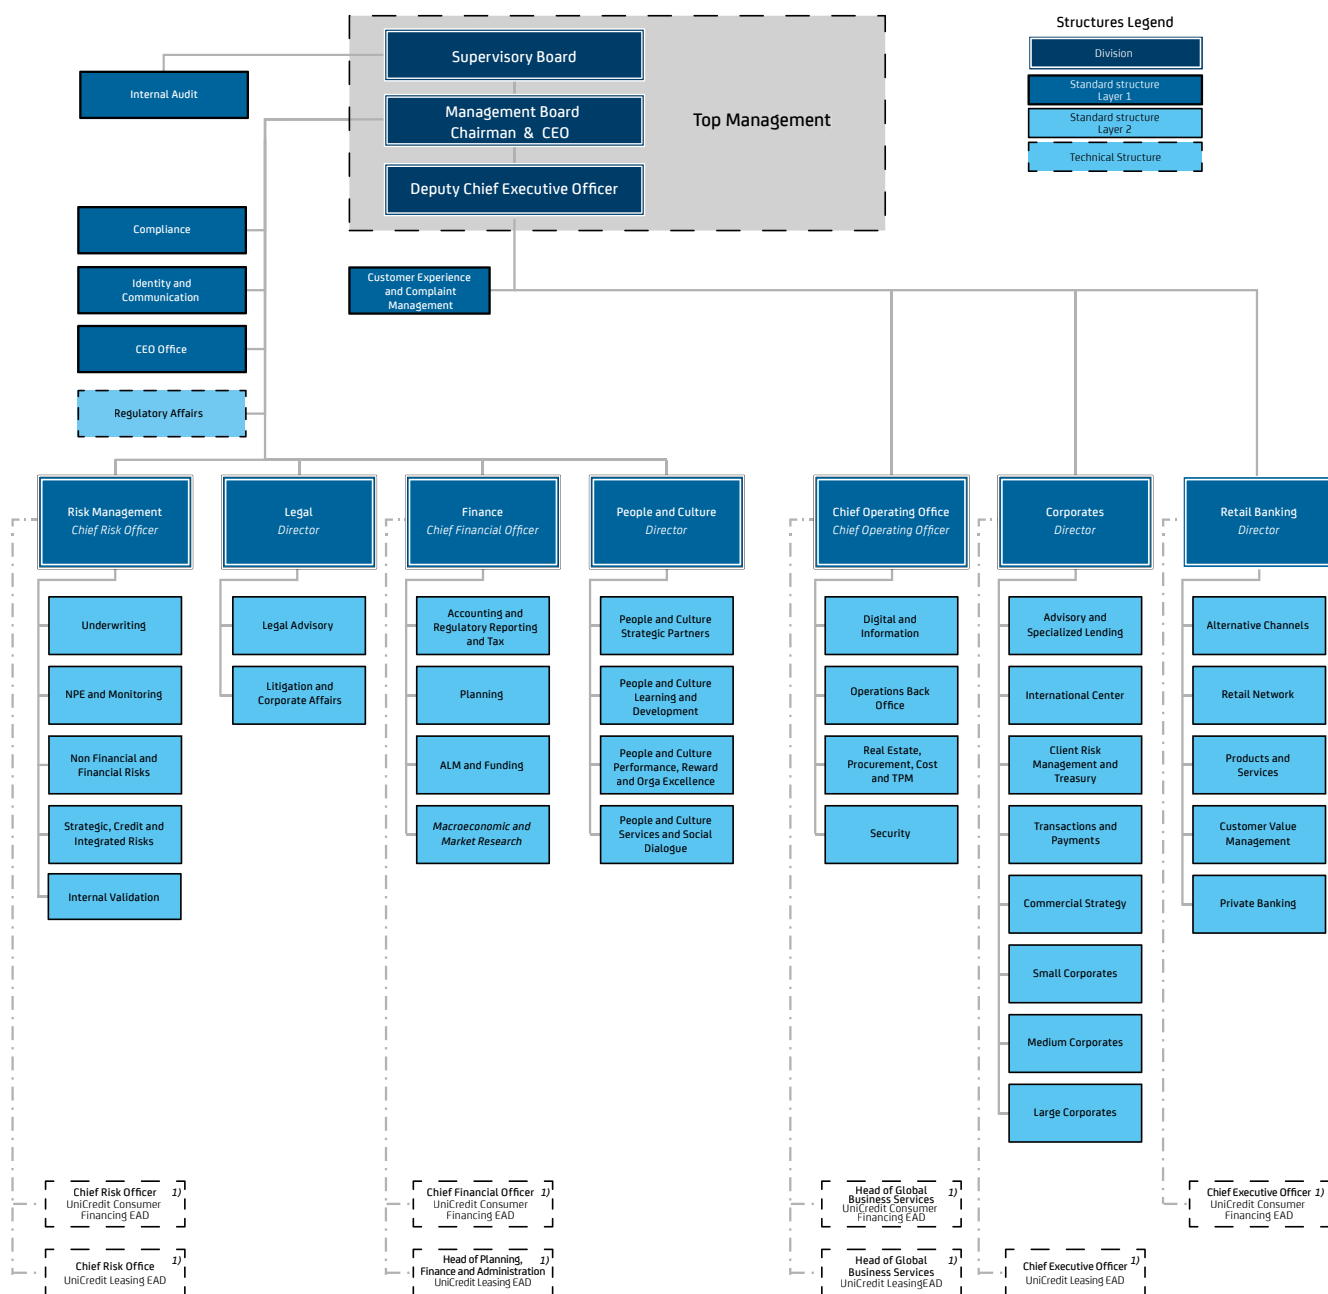 Structures Legend
Division
Standard structure
Layer 1
Standard structure
Layer 2
Technical Structure
Supervisory Board
Management Board
Chairman & CEO
Deputy Chief Executive Officer
Top Management
Internal Audit
Compliance
Identity and
Communication
CEO Office
Regulatory Affairs
Customer Experience
and Complaint
Management
Risk Management
Chief Risk Officer
Legal
Director
Finance
Chief Financial Officer
People and Culture
Director
Chief Operating Office
Chief Operating Officer
Corporates
Director
Retail Banking
Director
Underwriting
NPE and Monitoring
Non Financial and
Financial Risks
Strategic, Credit and
Integrated Risks
Internal Validation
Legal Advisory
Litigation and
Corporate Affairs
Accounting and
Regulatory Reporting
and Tax
Planning
ALM and Funding
Macroeconomic and
Market Research
People and Culture
Strategic Partners
People and Culture
Learning and
Development
People and Culture
Performance, Reward
and Orga Excellence
People and Culture
Services and Social
Dialogue
Digital and
Information
Operations Back
Office
Real Estate,
Procurement, Cost
and TPM
Security
Advisory and
Specialized Lending
International Center
Client Risk
Management and
Treasury
Transactions and
Payments
Commercial Strategy
Small Corporates
Medium Corporates
Large Corporates
Alternative Channels
Retail Network
Products and
Services
Customer Value
Management
Private Banking
Chief Risk Officer 1)
UniCredit Consumer
Financing EAD
Chief Financial Officer 1)
UniCredit Consumer
Financing EAD
Head of Global 1)
Business Services
UniCredit Consumer
Financing EAD
Chief Executive Officer 1)
UniCredit Consumer
Financing EAD
Chief Risk Office 1)
UniCredit Leasing EAD
Head of Planning, 1)
Finance and Administration
UniCredit Leasing EAD
Head of Global 1)
Business Services
UniCredit LeasingEAD
Chief Executive Officer 1)
UniCredit Leasing EAD